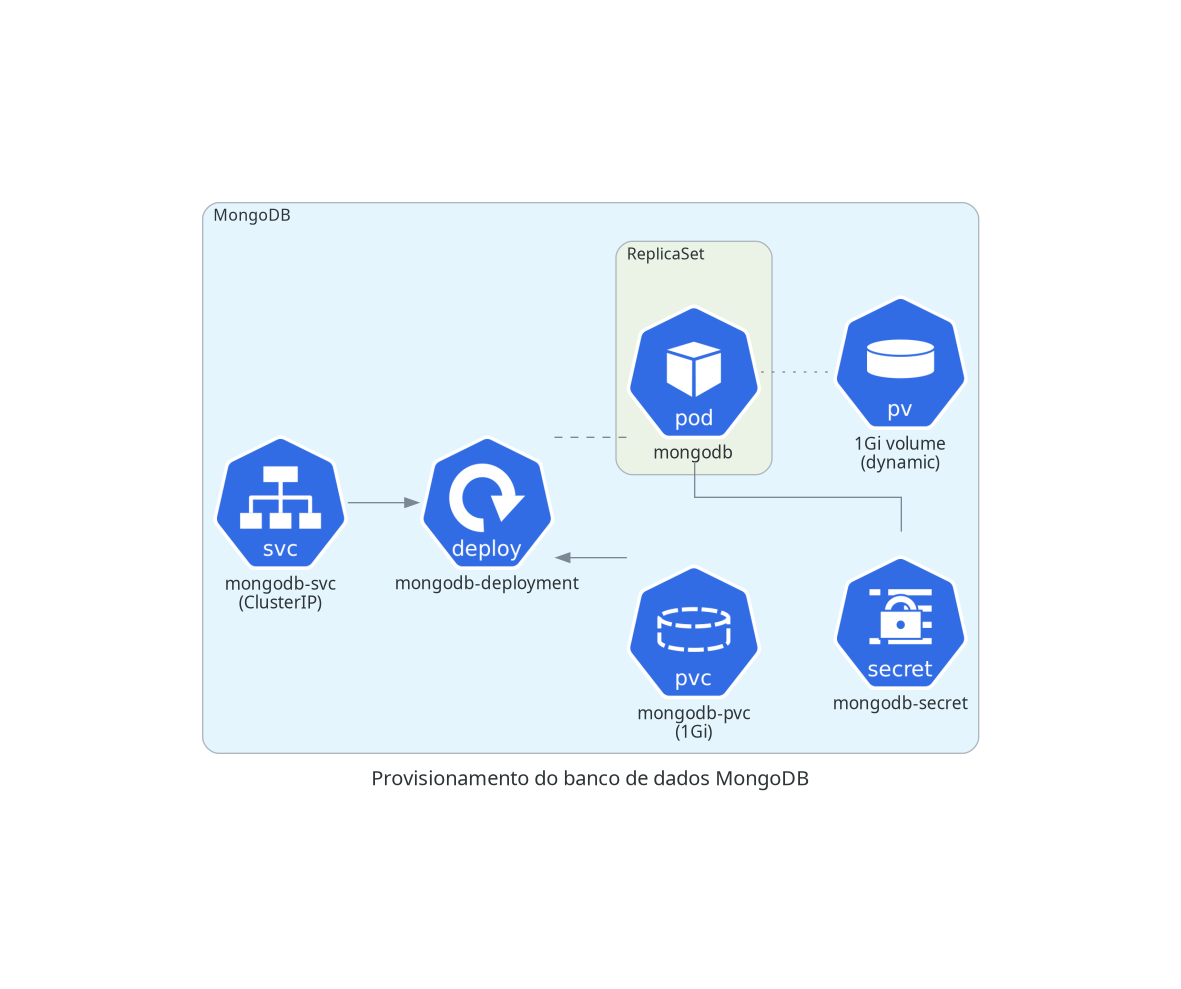 MongoDB
ReplicaSet
pod
mongodb
pv
1Gi volume
(dynamic)
svc
mongodb-svc
(ClusterIP)
deploy
mongodb-deployment
pvc
mongodb-pvc
(1Gi)
secret
mongodb-secret
Provisionamento do banco de dados MongoDB